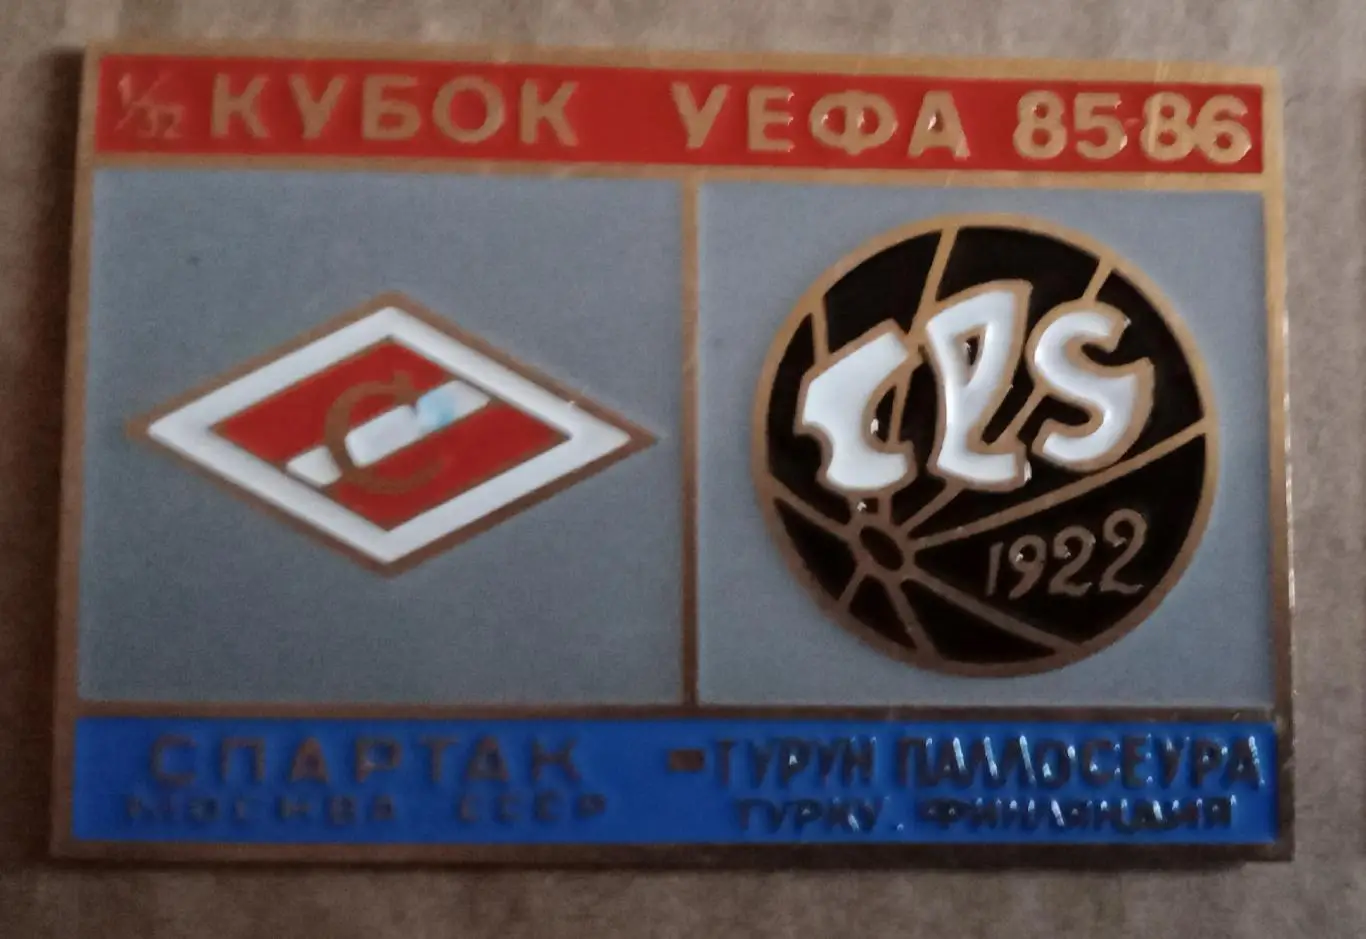 1/32 КУБОК УЕФА 85-86
С
TPS
1922
СПАРТАК - ТУРУН ПАЛЛОСЕУРА
МОСКВА СССР ТУРКУ ФИНЛЯНДИЯ